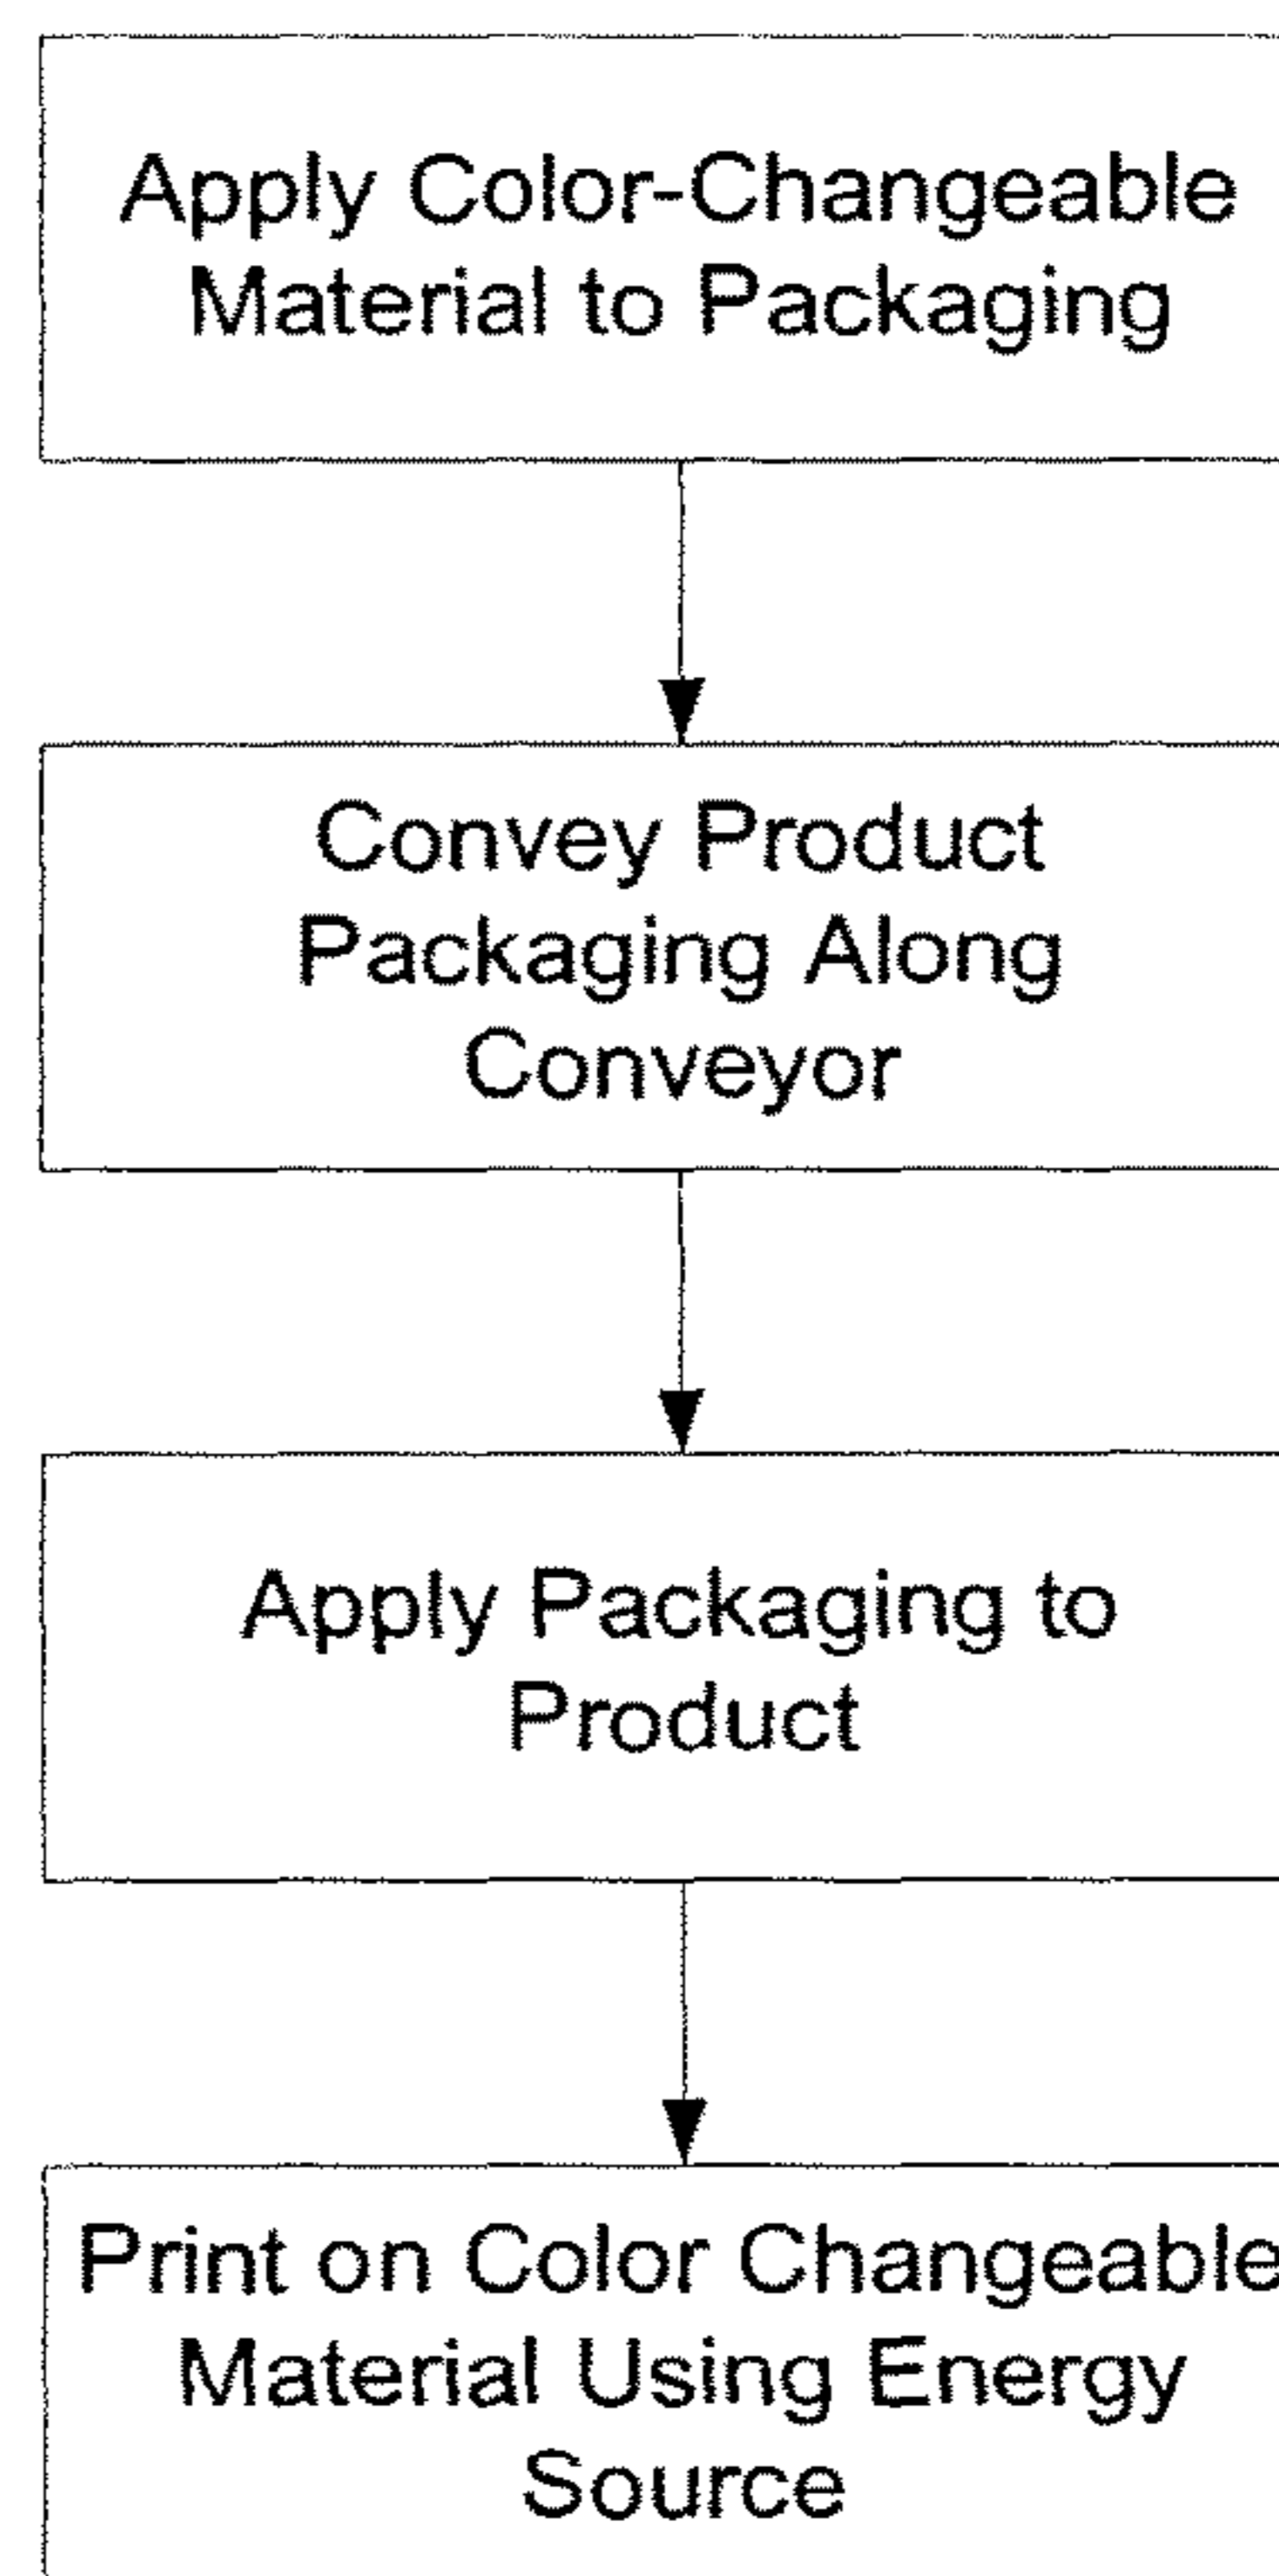 Apply Color-Changeable
Material to Packaging
Convey Product
Packaging Along
Conveyor
Apply Packaging to
Product
Print on Color Changeable
Material Using Energy
Source